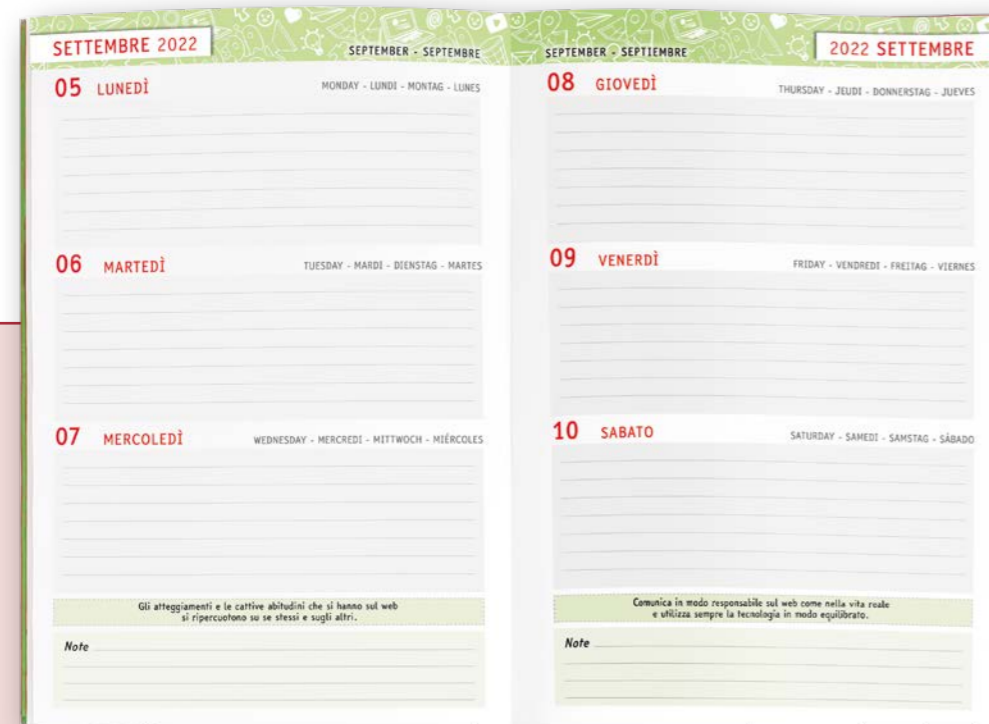 SETTEMBRE 2022
SEPTEMBER - SEPTEMBRE
05 LUNEDÌ
MONDAY - LUNDI - MONTAG - LUNES
06 MARTEDÌ
TUESDAY - MARDI - DIENSTAG - MARTES
07 MERCOLEDÌ
WEDNESDAY - MERCREDI - MITTWOCH - MIÉRCOLES
Gli atteggiamenti e le cattive abitudini che si hanno sul web
si ripercuotono su se stessi e sugli altri.
Note
SEPTEMBER - SEPTIEMBRE
2022 SETTEMBRE
08 GIOVEDÌ
THURSDAY - JEUDI - DONNERSTAG - JUEVES
09 VENERDÌ
FRIDAY - VENDREDI - FREITAG - VIERNES
10 SABATO
SATURDAY - SAMEDI - SAMSTAG - SÁBADO
Comunica in modo responsabile sul web come nella vita reale
e utilizza sempre la tecnologia in modo equilibrato.
Note